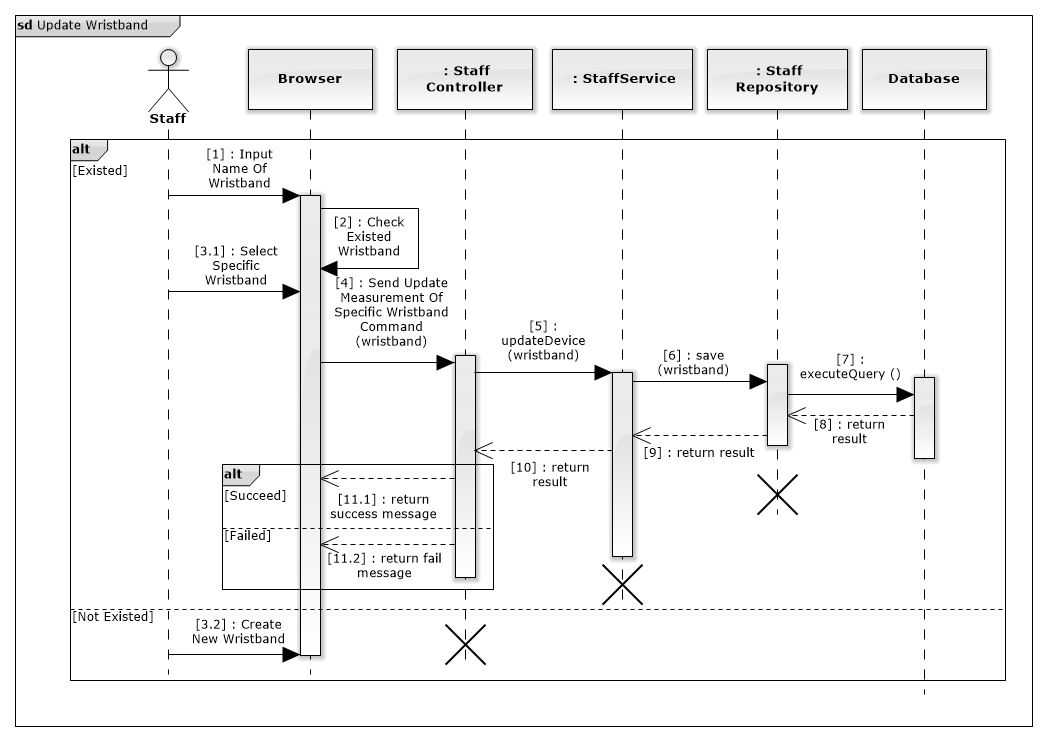 sd Update Wristband
Staff
Browser
: Staff
Controller
: StaffService
: Staff
Repository
Database
alt
[Existed]
[1] : Input
Name Of
Wristband
[2] : Check
Existed
Wristband
[3.1] : Select
Specific
Wristband
[4] : Send Update
Measurement Of
Specific Wristband
Command
(wristband)
[5] :
updateDevice
(wristband)
[6] : save
(wristband)
[7] :
executeQuery ()
[8] : return
result
[9] : return result
[10] : return
result
alt
[Succeed]
[11.1] : return
success message
[Failed]
[11.2] : return fail
message
[Not Existed]
[3.2] : Create
New Wristband